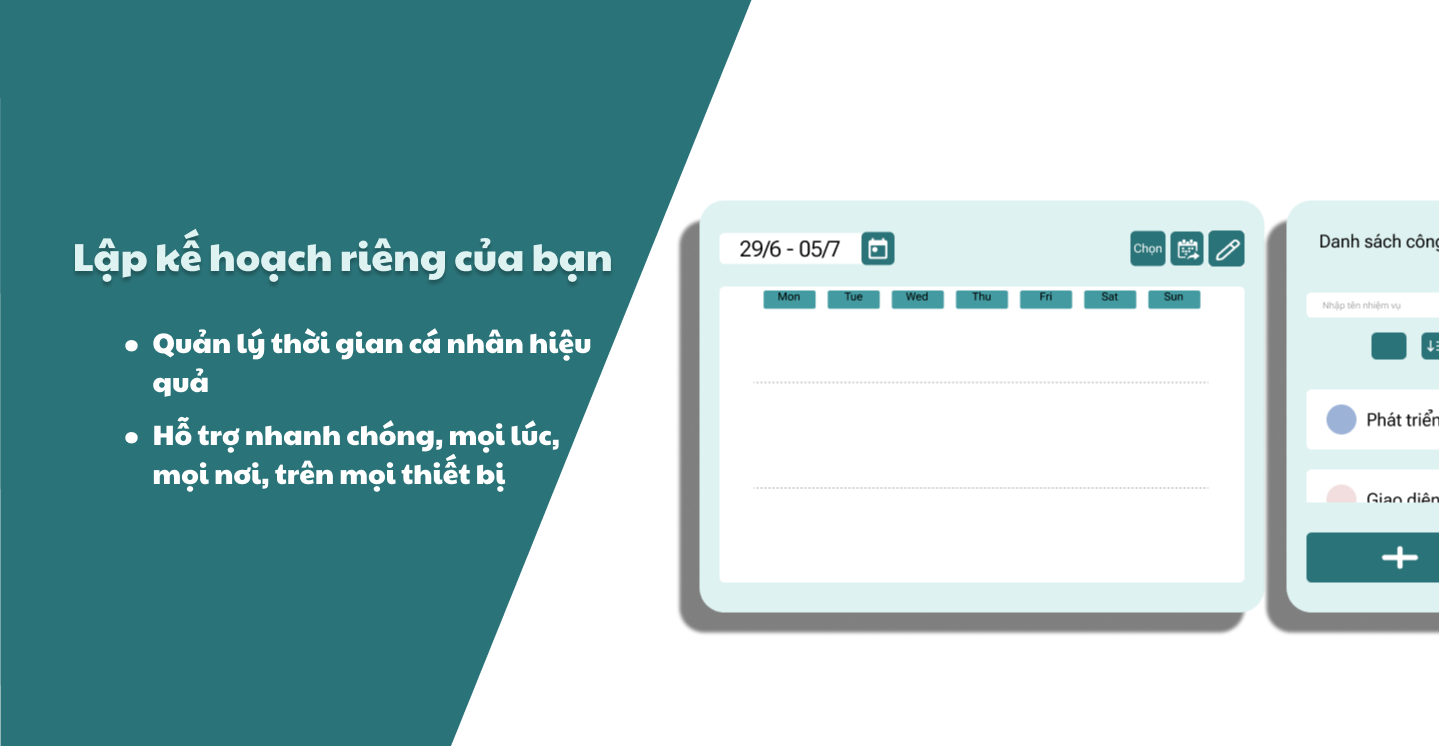 Lập kế hoạch riêng của bạn
Quản lý thời gian cá nhân hiệu
quả
Hỗ trợ nhanh chóng, mọi lúc,
mọi nơi, trên mọi thiết bị
29/6 - 05/7
Chọn
Mon Tue Wed Thu Fri Sat Sun
Danh sách công
Nhập tên nhiệm vụ
Phát triển
Giao diện